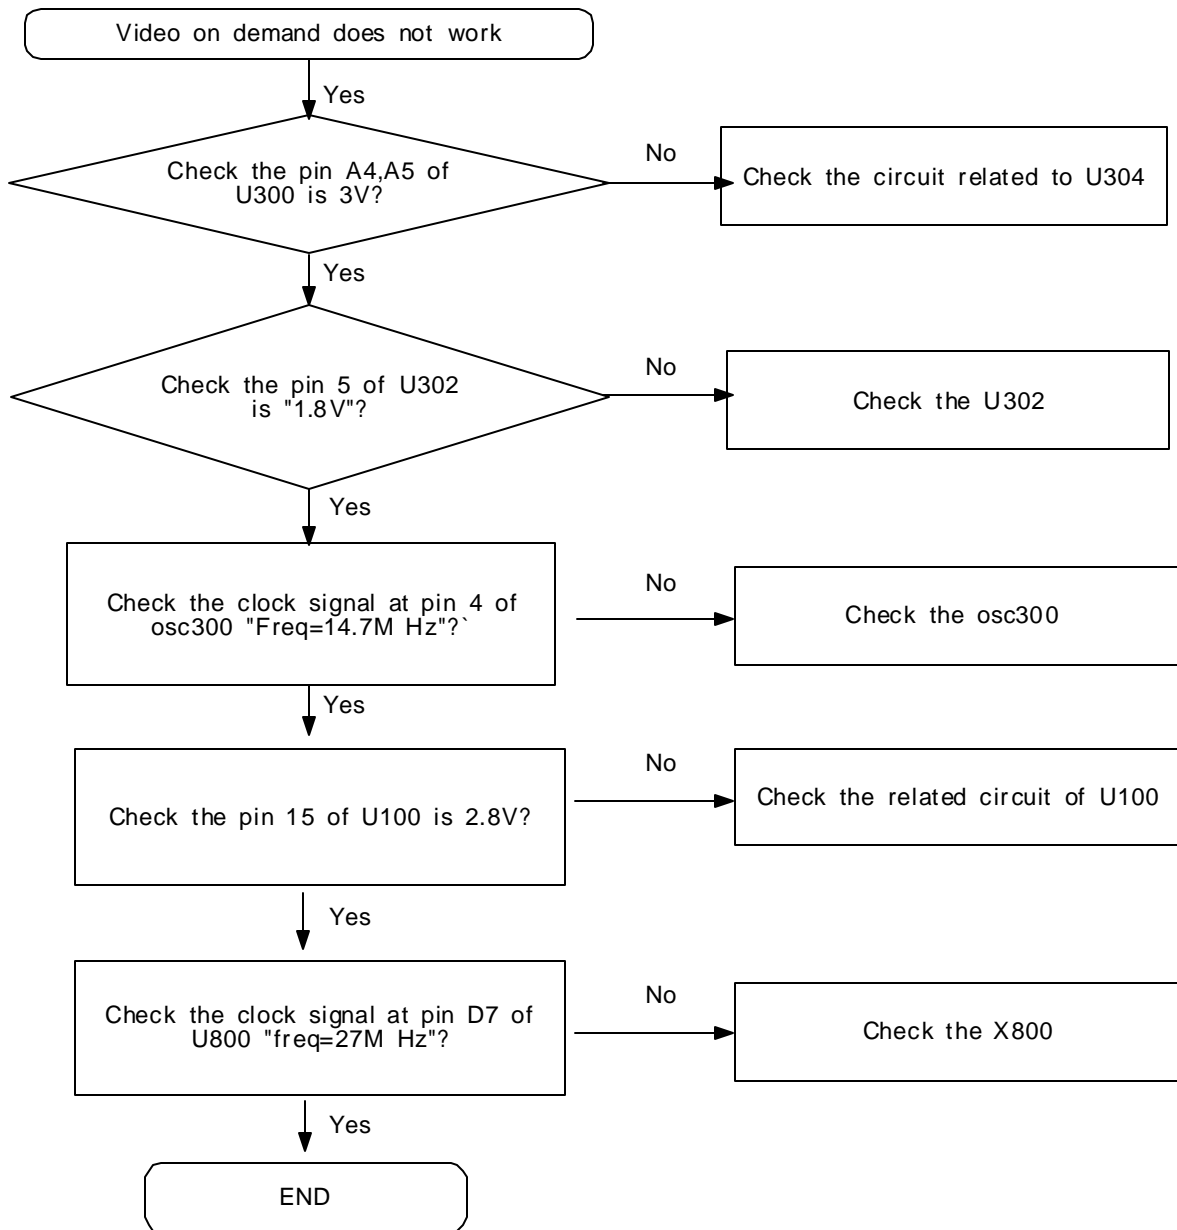 Video on demand does not work
Yes
Check the pin A4,A5 of
U300 is 3V?
No
Check the circuit related to U304
Yes
Check the pin 5 of U302
is "1.8V"?
No
Check the U302
Yes
Check the clock signal at pin 4 of
osc300 "Freq=14.7M Hz"?`
No
Check the osc300
Yes
Check the pin 15 of U100 is 2.8V?
No
Check the related circuit of U100
Yes
Check the clock signal at pin D7 of
U800 "freq=27M Hz"?
No
Check the X800
Yes
END